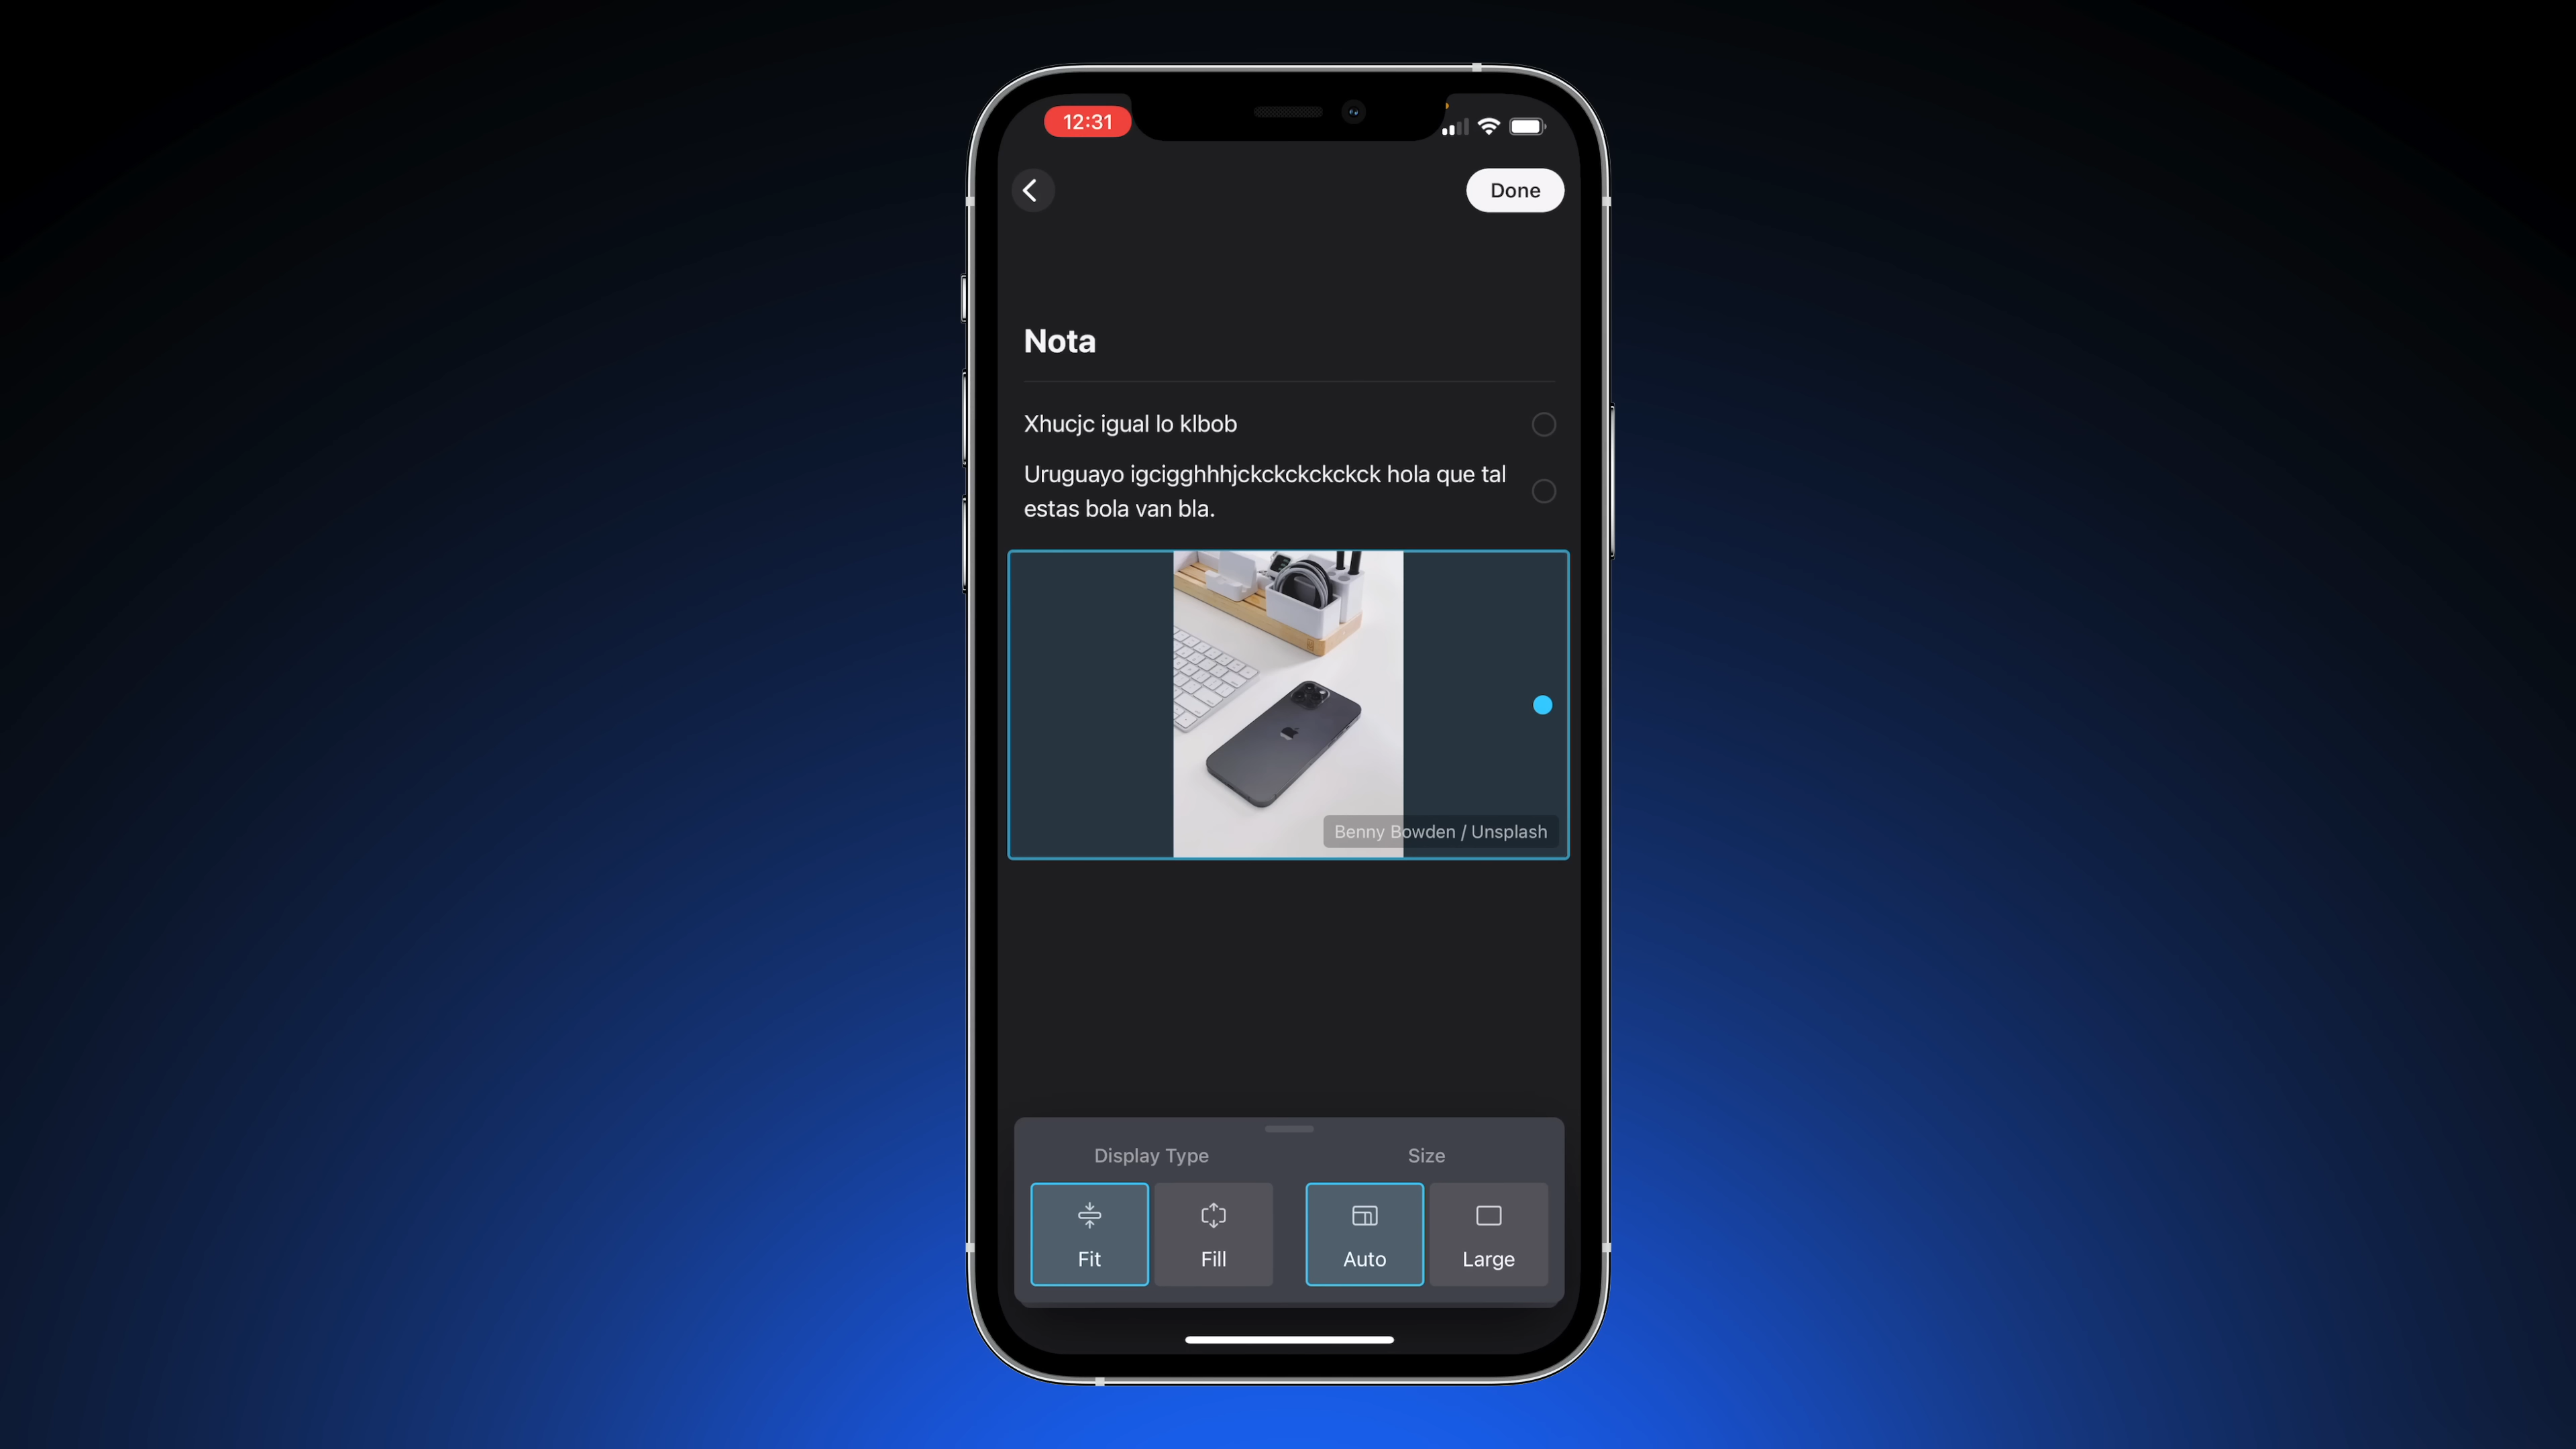 12:31
Done
Nota
Xhucjc igual lo klbob
Uruguayo igcigghhhjckckckckckck hola que tal
estas bola van bla.
Benny Bowden / Unsplash
Display Type
Size
Fit
Fill
Auto
Large